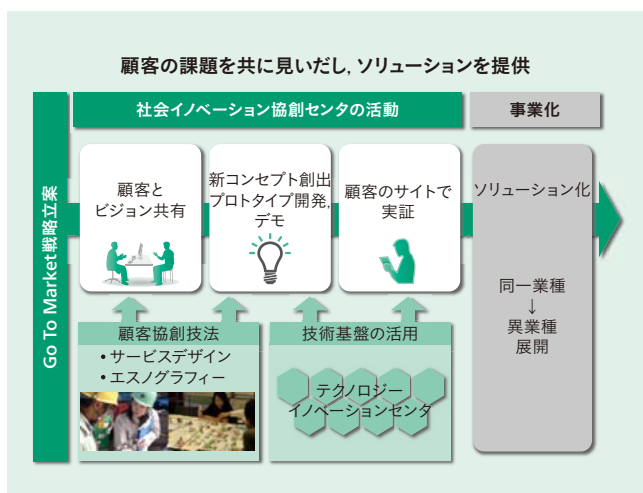 顧客の課題を共に見いだし，ソリューションを提供
Go To Market戦略立案
社会イノベーション協創センタの活動
事業化
顧客と
ビジョン共有
新コンセプト創出
プロトタイプ開発，
デモ
顧客のサイトで
実証
ソリューション化
同一業種
↓
異業種
展開
顧客協創技法
• サービスデザイン
• エスノグラフィー
技術基盤の活用
テクノロジー
イノベーションセンタ